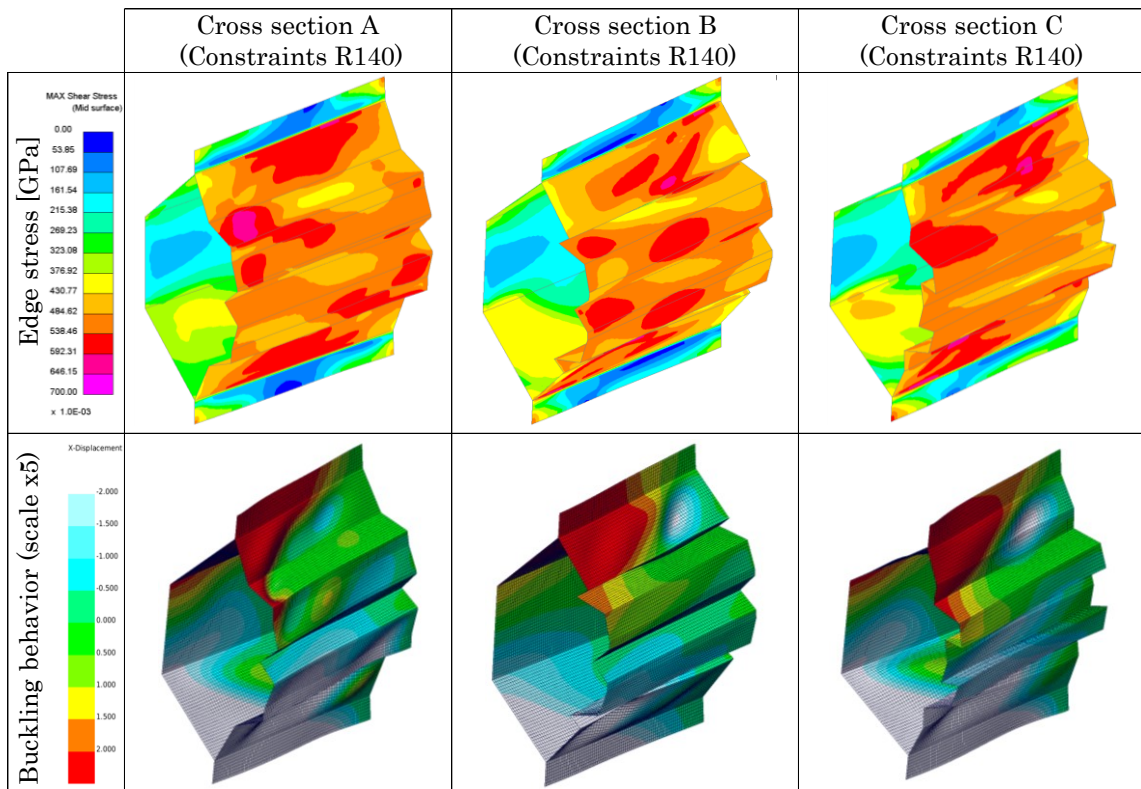 Cross section A
(Constraints R140)
Cross section B
(Constraints R140)
Cross section C
(Constraints R140)
Edge stress [GPa]
MAX Shear Stress
(Mid surface)
0.00
53.85
107.69
161.54
215.38
269.23
323.08
376.92
430.77
484.62
538.46
592.31
646.15
700.00
x 1.0E-03
Buckling behavior (scale x5)
X-Displacement
-2.000
-1.500
-1.000
-0.500
0.000
0.500
1.000
1.500
2.000